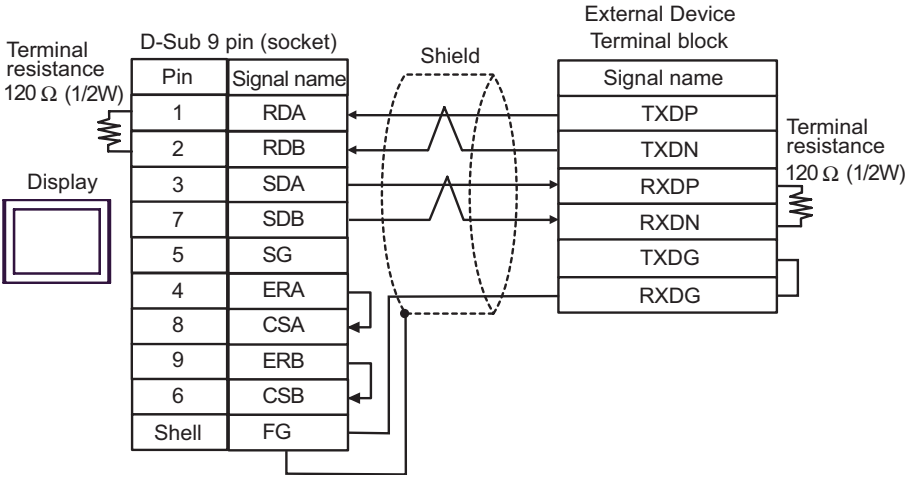 External Device
Terminal block
D-Sub 9 pin (socket)
Shield
Terminal
resistance
120 Ω (1/2W)
Pin Signal name
1 RDA
2 RDB
3 SDA
7 SDB
5 SG
4 ERA
8 CSA
9 ERB
6 CSB
Shell FG
Display
Signal name
TXDP
TXDN
RXDP
RXDN
TXDG
RXDG
Terminal
resistance
120 Ω (1/2W)